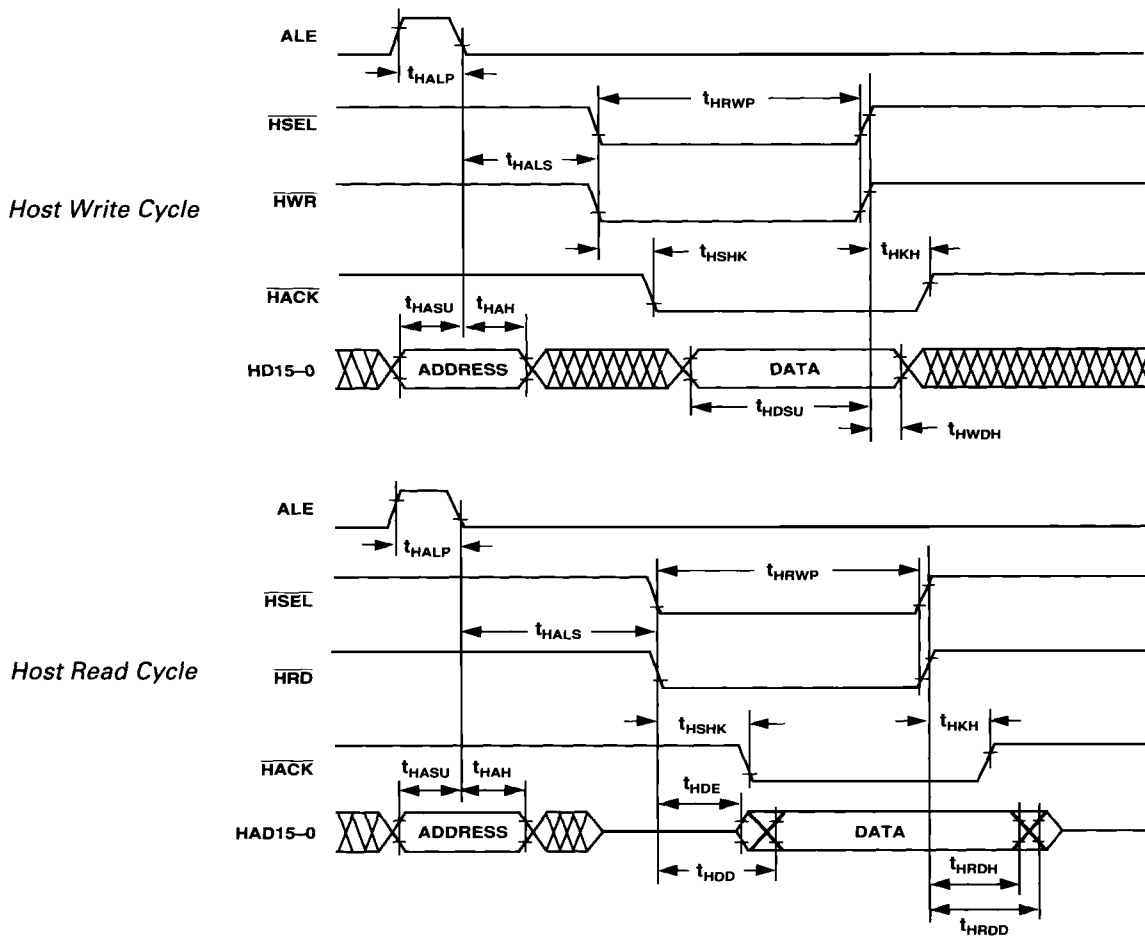 ALE
tHALP
HSEL
tHRWP
tHALS
Host Write Cycle
HWR
tHSHK
tHKH
HACK
tHASU
tHAH
HD15–0
ADDRESS
DATA
tHDSU
tHWDH
ALE
tHALP
HSEL
tHRWP
tHALS
Host Read Cycle
HRD
tHSHK
tHKH
HACK
tHASU
tHAH
tHDE
HAD15–0
ADDRESS
DATA
tHDD
tHRDH
tHRDD